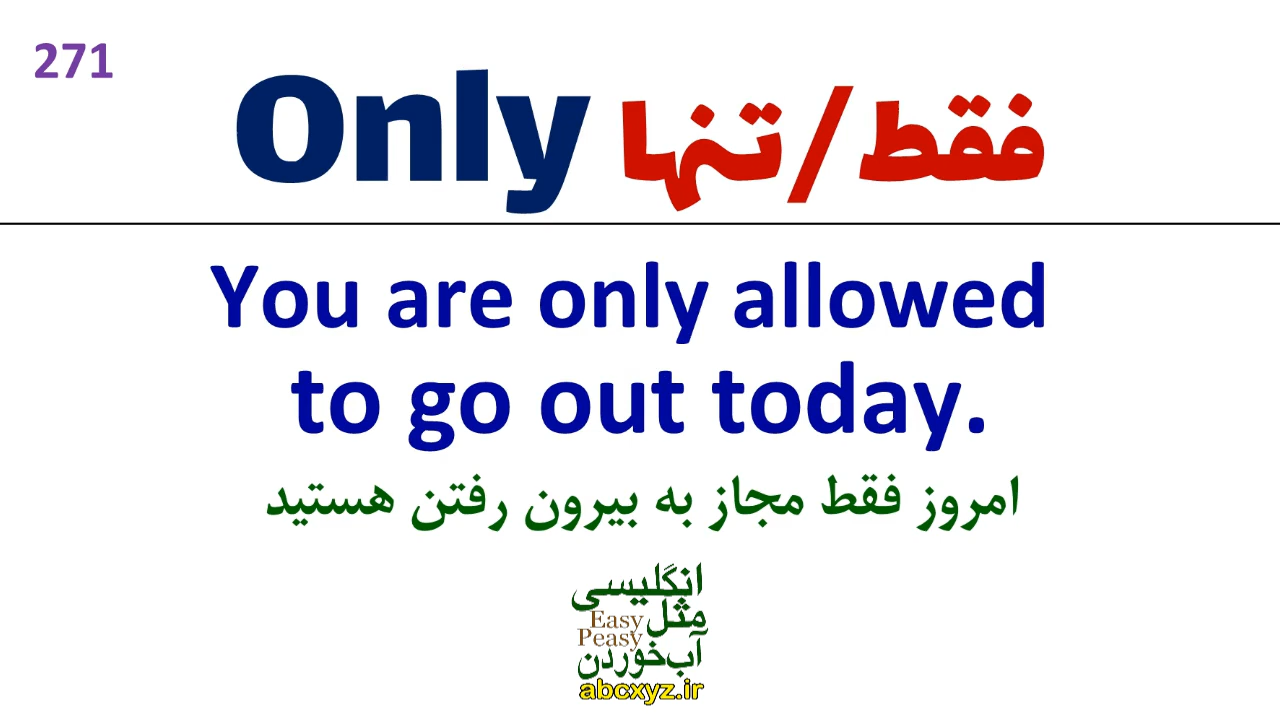 271
Only فقط/تنها
You are only allowed
to go out today.
امروز فقط مجاز به بیرون رفتن هستید
انگلیسی
مثل
Easy
Peasy
آب‌خوردن
abcxyz.ir